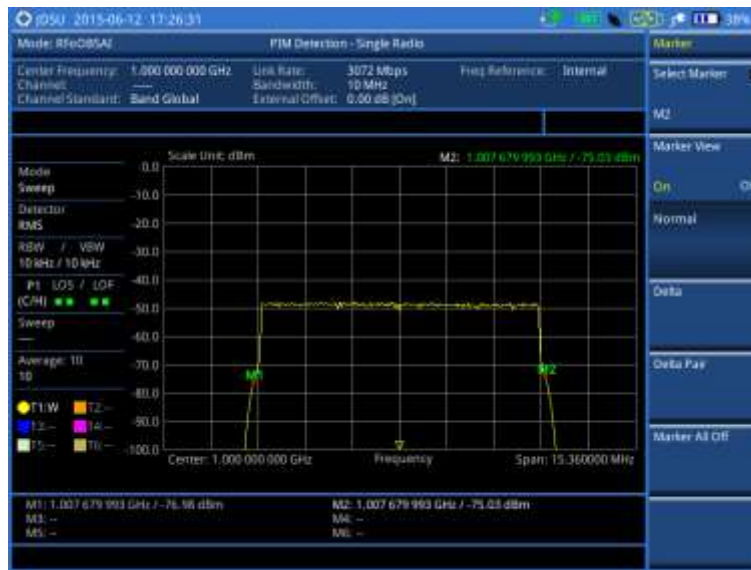 JDSU 2015-06-12 17:26:31
38%
Mode: RFoOBSAI
PIM Detection - Single Radio
Marker
Center Frequency: 1.000 000 000 GHz
Link Rate: 3072 Mbps
Freq Reference: Internal
Channel: ---
Bandwidth: 10 MHz
Channel Standard: Band Global
External Offset: 0.00 dB [On]
Select Marker
M2
Marker View
On
Normal
Delta
Delta Pair
Marker All Off
Scale Unit: dBm
M2: 1.007 679 993 GHz / -75.03 dBm
Mode
Sweep
Detector
RMS
RBW / VBW
10 kHz / 10 kHz
P1 LOS / LOF
(C/H)
Sweep
---
Average: 10
10
T1:W T2:--
T3:-- T4:--
T5:-- T6:--
0.0
-10.0
-20.0
-30.0
-40.0
-50.0
-60.0
-70.0
-80.0
-90.0
-100.0
M1
M2
Center: 1.000 000 000 GHz
Frequency
Span: 15.360000 MHz
M1: 1.007 679 993 GHz / -76.98 dBm
M2: 1.007 679 993 GHz / -75.03 dBm
M3: --
M4: --
M5: --
M6: --